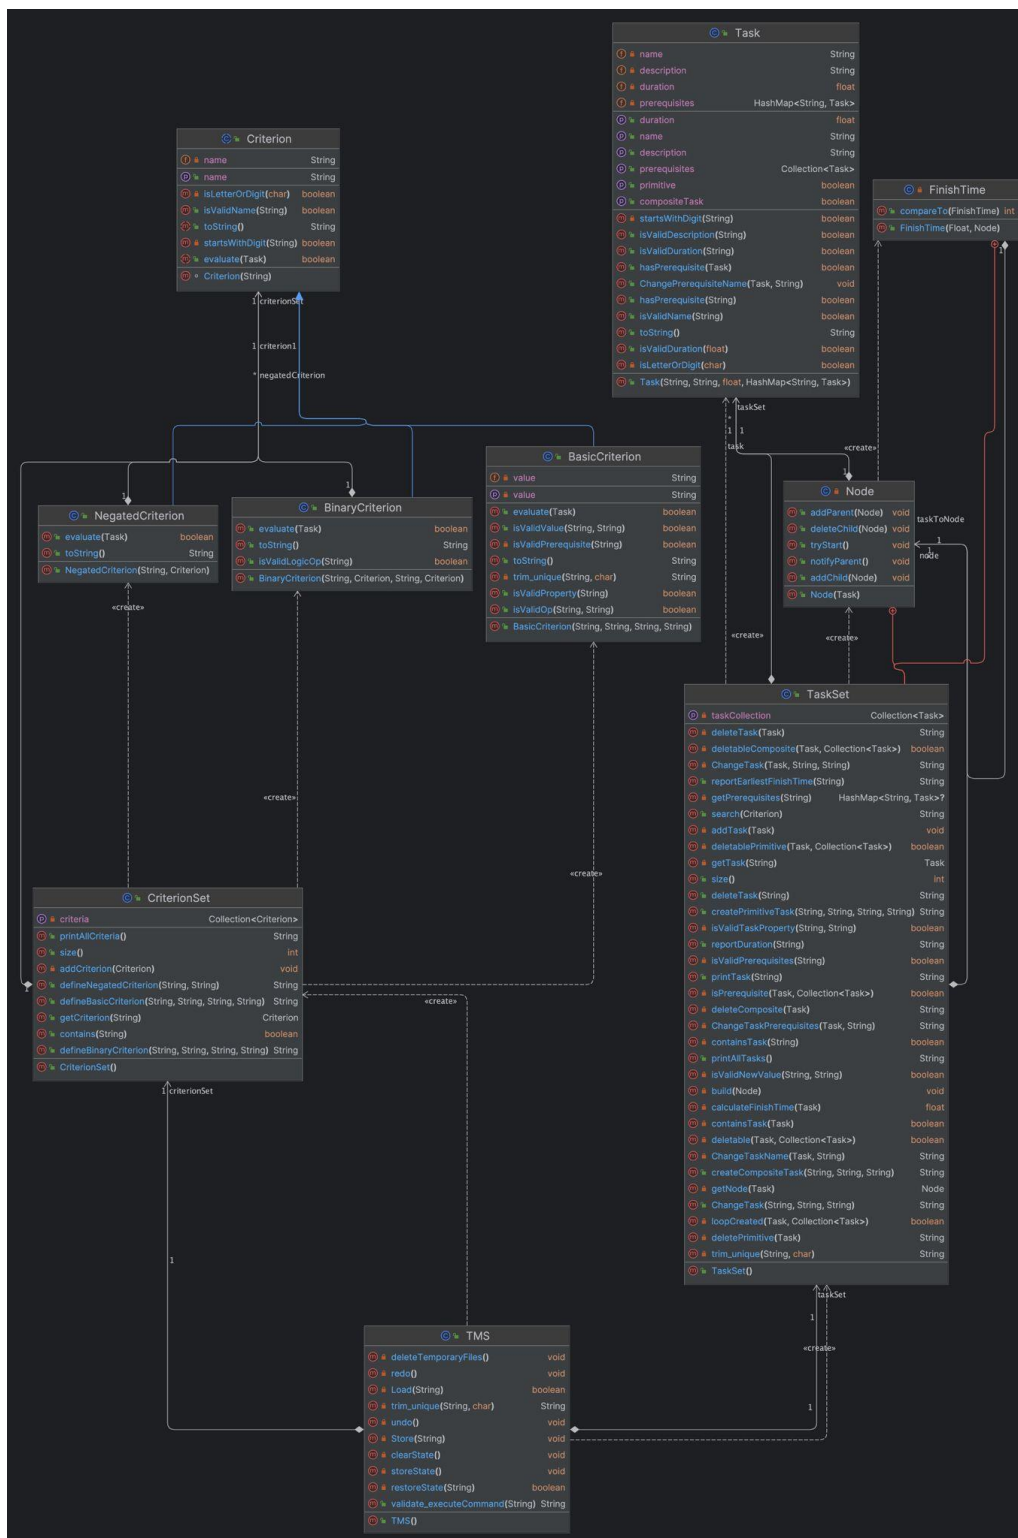 Task
name String
description String
duration float
prerequisites HashMap<String, Task>
duration float
name String
description String
prerequisites Collection<Task>
primitive boolean
compositeTask boolean
startsWithDigit(String) boolean
isValidDescription(String) boolean
isValidDuration(String) boolean
hasPrerequisite(Task) boolean
ChangePrerequisiteName(Task, String) void
hasPrerequisite(String) boolean
isValidName(String) boolean
toString() String
isValidDuration(float) boolean
isLetterOrDigit(char) boolean
Task(String, String, float, HashMap<String, Task>)
Criterion
name String
name String
isLetterOrDigit(char) boolean
isValidName(String) boolean
toString() String
startsWithDigit(String) boolean
evaluate(Task) boolean
Criterion(String)
FinishTime
compareTo(FinishTime) int
FinishTime(Float, Node)
1
1 criterionSet
1 criterion1
* negatedCriterion
taskSet
*
1 1
task
«create»
1
1
1
BasicCriterion
value String
value String
evaluate(Task) boolean
isValidValue(String, String) boolean
isValidPrerequisite(String) boolean
toString() String
trim_unique(String, char) String
isValidProperty(String) boolean
isValidOp(String, String) boolean
BasicCriterion(String, String, String, String)
Node
addParent(Node) void
deleteChild(Node) void
tryStart() void
notifyParent() void
addChild(Node) void
Node(Task)
taskToNode
1
1
node
NegatedCriterion
evaluate(Task) boolean
toString() String
NegatedCriterion(String, Criterion)
BinaryCriterion
evaluate(Task) boolean
toString() String
isValidLogicOp(String) boolean
BinaryCriterion(String, Criterion, String, Criterion)
«create»
«create»
«create»
TaskSet
taskCollection Collection<Task>
deleteTask(Task) String
deletableComposite(Task, Collection<Task>) boolean
ChangeTask(Task, String, String) String
reportEarliestFinishTime(String) String
getPrerequisites(String) HashMap<String, Task>?
search(Criterion) String
addTask(Task) void
deletablePrimitive(Task, Collection<Task>) boolean
getTask(String) Task
size() int
deleteTask(String) String
createPrimitiveTask(String, String, String, String) String
isValidTaskProperty(String, String) boolean
reportDuration(String) String
isValidPrerequisites(String) boolean
printTask(String) String
isPrerequisite(Task, Collection<Task>) boolean
deleteComposite(Task) String
ChangeTaskPrerequisites(Task, String) String
containsTask(String) boolean
printAllTasks() String
isValidNewValue(String, String) boolean
build(Node) void
calculateFinishTime(Task) float
containsTask(Task) boolean
deletable(Task, Collection<Task>) boolean
ChangeTaskName(Task, String) String
createCompositeTask(String, String, String) String
getNode(Task) Node
ChangeTask(String, String, String) String
loopCreated(Task, Collection<Task>) boolean
deletePrimitive(Task) String
trim_unique(String, char) String
TaskSet()
«create»
«create»
CriterionSet
criteria Collection<Criterion>
printAllCriteria() String
size() int
addCriterion(Criterion) void
defineNegatedCriterion(String, String) String
defineBasicCriterion(String, String, String, String) String
getCriterion(String) Criterion
contains(String) boolean
defineBinaryCriterion(String, String, String, String) String
CriterionSet()
1
«create»
1 criterionSet
1
taskSet
1
«create»
1
TMS
deleteTemporaryFiles() void
redo() void
Load(String) boolean
trim_unique(String, char) String
undo() void
Store(String) void
clearState() void
storeState() void
restoreState(String) boolean
validate_executeCommand(String) String
TMS()